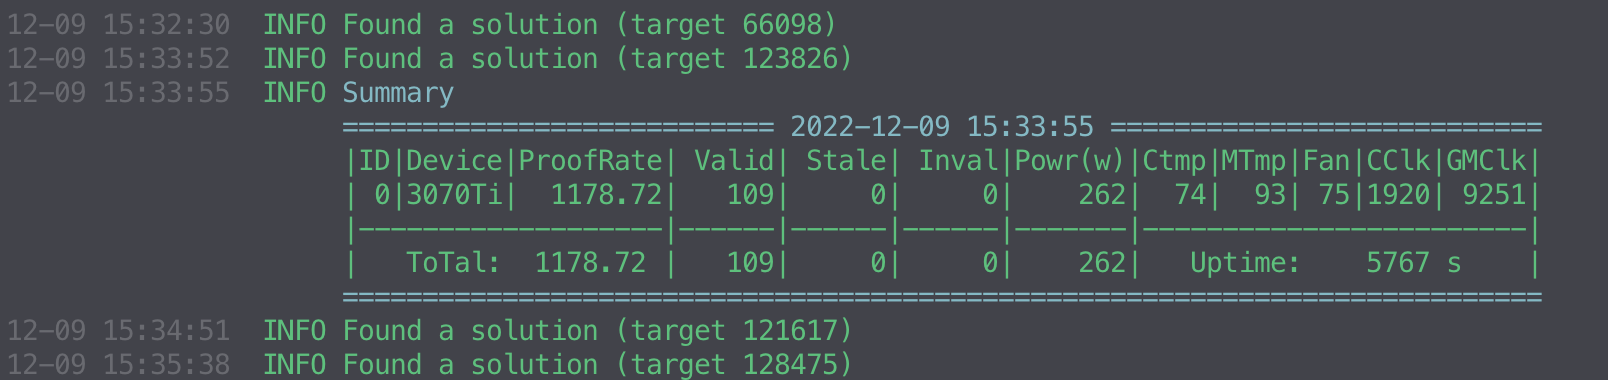 12-09 15:32:30  INFO Found a solution (target 66098)
12-09 15:33:52  INFO Found a solution (target 123826)
12-09 15:33:55  INFO Summary
=========================== 2022-12-09 15:33:55 ===========================
|ID|Device|ProofRate| Valid| Stale| Inval|Powr(w)|Ctmp|MTmp|Fan|CClk|GMClk|
| 0|3070Ti|  1178.72|   109|     0|     0|    262|  74|  93| 75|1920| 9251|
|-------------------|------|------|------|-------|------------------------|
|   ToTal:  1178.72 |   109|     0|     0|    262|   Uptime:    5767 s    |
===========================================================================
12-09 15:34:51  INFO Found a solution (target 121617)
12-09 15:35:38  INFO Found a solution (target 128475)